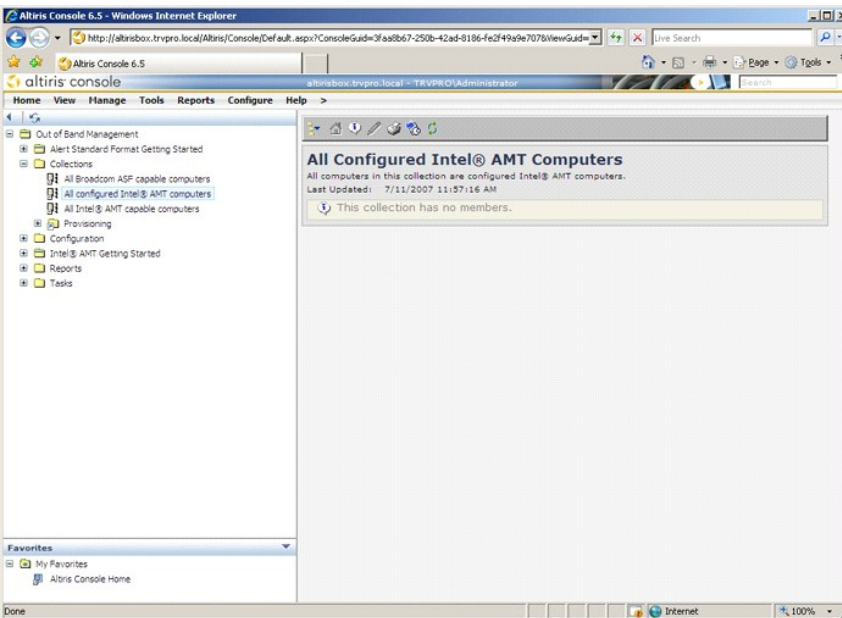 Altiris Console 6.5 - Windows Internet Explorer
http://altirisbox.trvpro.local/Altiris/Console/Default.aspx?ConsoleGuid=3faa8b67-250b-42ad-8186-fe2f49a9e707&ViewGuid=
Live Search
Altiris Console 6.5
Page
Tools
altiris console
altirisbox.trvpro.local - TRVPRO\Administrator
Search
Home View Manage Tools Reports Configure Help >
Out of Band Management
Alert Standard Format Getting Started
Collections
All Broadcom ASF capable computers
All configured Intel® AMT computers
All Intel® AMT capable computers
Provisioning
Configuration
Intel® AMT Getting Started
Reports
Tasks
All Configured Intel® AMT Computers
All computers in this collection are configured Intel® AMT computers.
Last Updated: 7/11/2007 11:57:16 AM
This collection has no members.
Favorites
My Favorites
Altiris Console Home
Done
Internet
100%